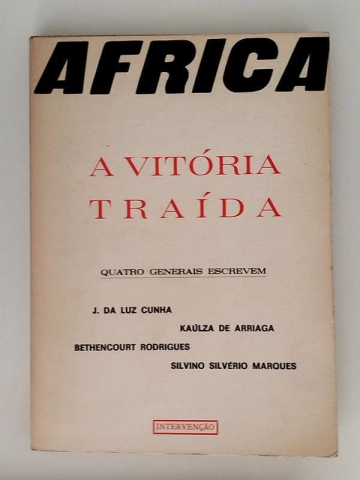 AFRICA
A VITÓRIA
TRAÍDA
QUATRO GENERAIS ESCREVEM
J. DA LUZ CUNHA
KAÚLZA DE ARRIAGA
BETHENCOURT RODRIGUES
SILVINO SILVÉRIO MARQUES
INTERVENÇÃO